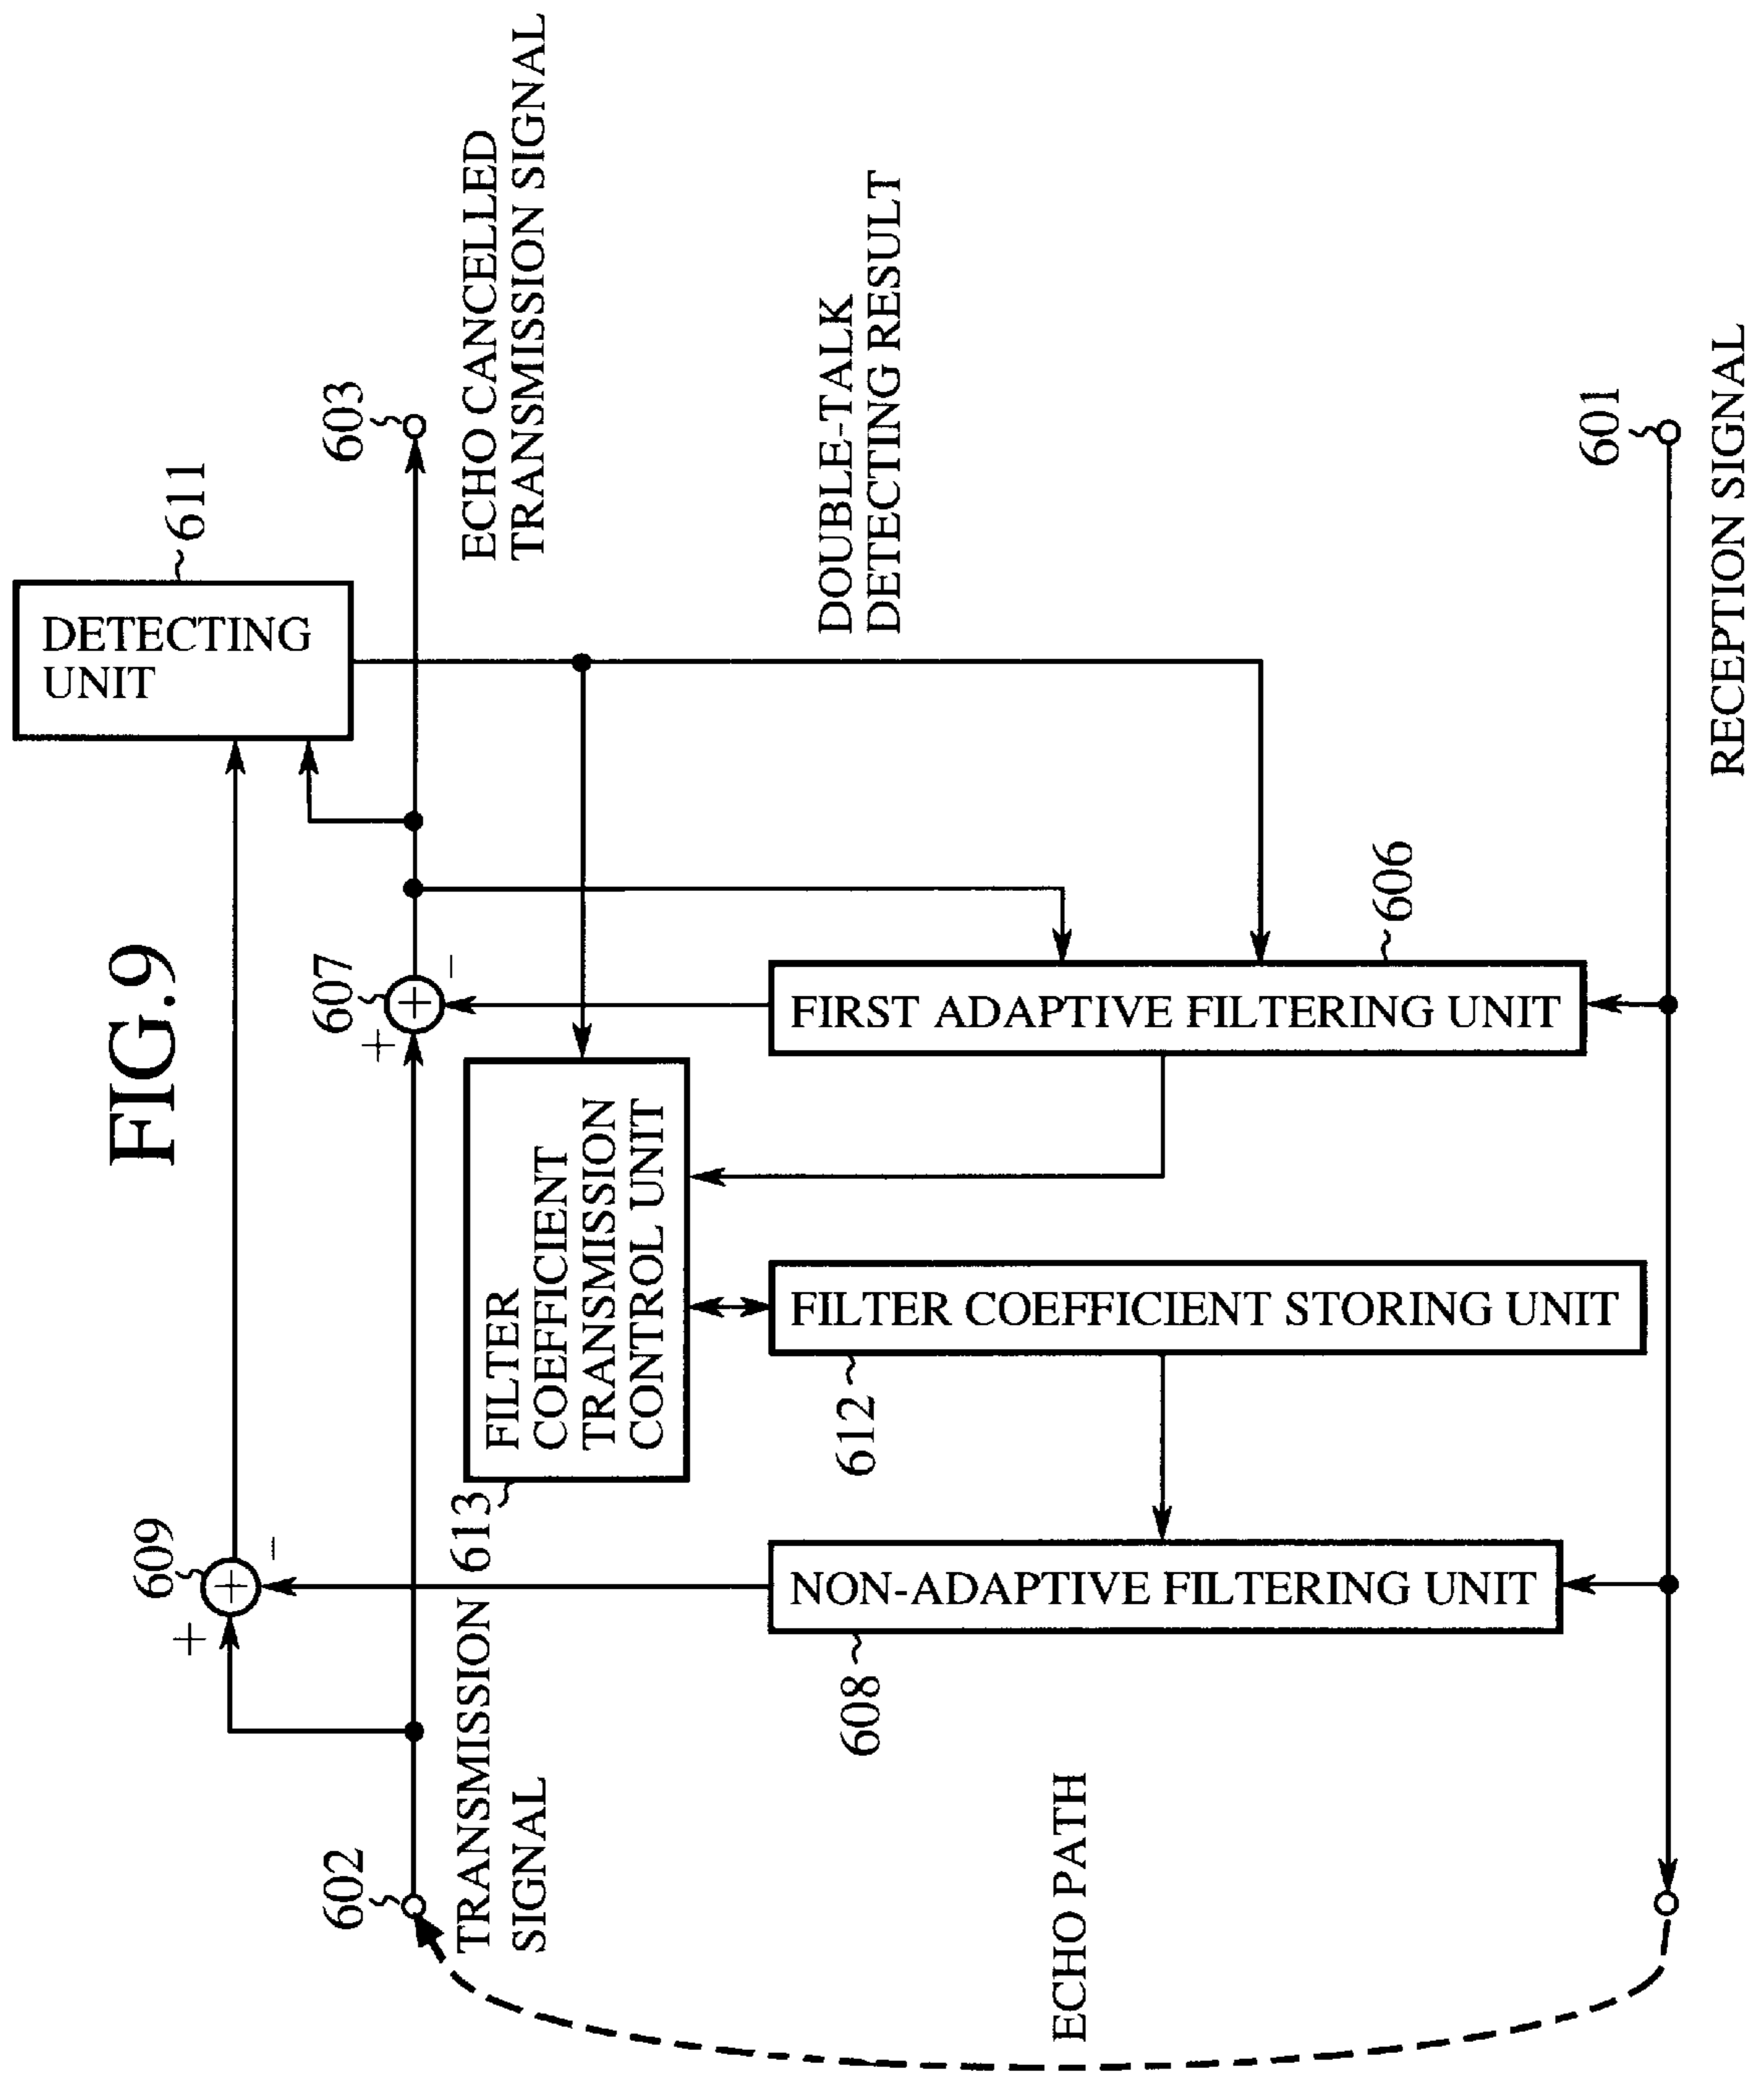 FIG.9
609
+
−
+
607
+
−
+
DETECTING
UNIT
611
602
TRANSMISSION
SIGNAL
613
FILTER
COEFFICIENT
TRANSMISSION
CONTROL UNIT
603
ECHO CANCELLED
TRANSMISSION SIGNAL
DOUBLE-TALK
DETECTING RESULT
ECHO PATH
608
NON-ADAPTIVE FILTERING UNIT
612
FILTER COEFFICIENT STORING UNIT
FIRST ADAPTIVE FILTERING UNIT
606
601
RECEPTION SIGNAL